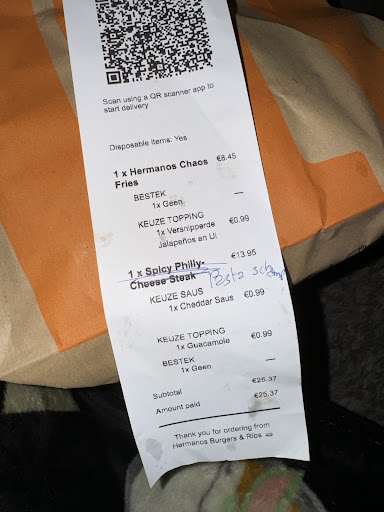 Scan using a QR scanner app to
start delivery
Disposable items: Yes
1 x Hermanos Chaos €8.45
Fries
BESTEK —
1x Geen
KEUZE TOPPING €0.99
1x Versnipperde
Jalapeños en Ui
1 x Spicy Philly- €13.95
Cheese Steak
KEUZE SAUS €0.99
1x Cheddar Saus
KEUZE TOPPING €0.99
1x Guacamole
BESTEK —
1x Geen
Subtotal €25.37
Amount paid €25.37
Thank you for ordering from
Hermanos Burgers & Ribs